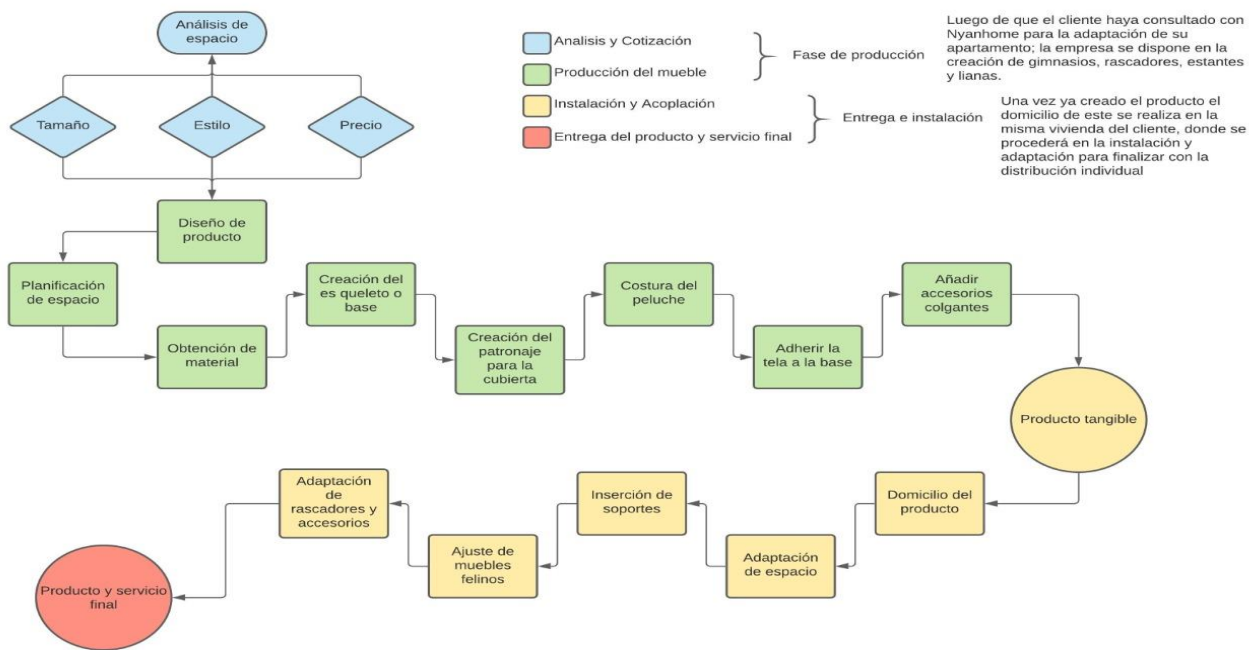 Análisis de
espacio
Tamaño
Estilo
Precio
Analisis y Cotización
Producción del mueble
Instalación y Acoplación
Entrega del producto y servicio final
Fase de producción
Luego de que el cliente haya consultado con
Nyanhome para la adaptación de su
apartamento; la empresa se dispone en la
creación de gimnasios, rascadores, estantes
y lianas.
Entrega e instalación
Una vez ya creado el producto el
domicilio de este se realiza en la
misma vivienda del cliente, donde se
procederá en la instalación y
adaptación para finalizar con la
distribución individual
Diseño de
producto
Planificación
de espacio
Obtención de
material
Creación del
es queleto o
base
Creación del
patronaje
para la
cubierta
Costura del
peluche
Adherir la
tela a la base
Añadir
accesorios
colgantes
Producto tangible
Domicilio del
producto
Adaptación
de espacio
Inserción de
soportes
Ajuste de
muebles
felinos
Adaptación
de
rascadores y
accesorios
Producto y servicio
final